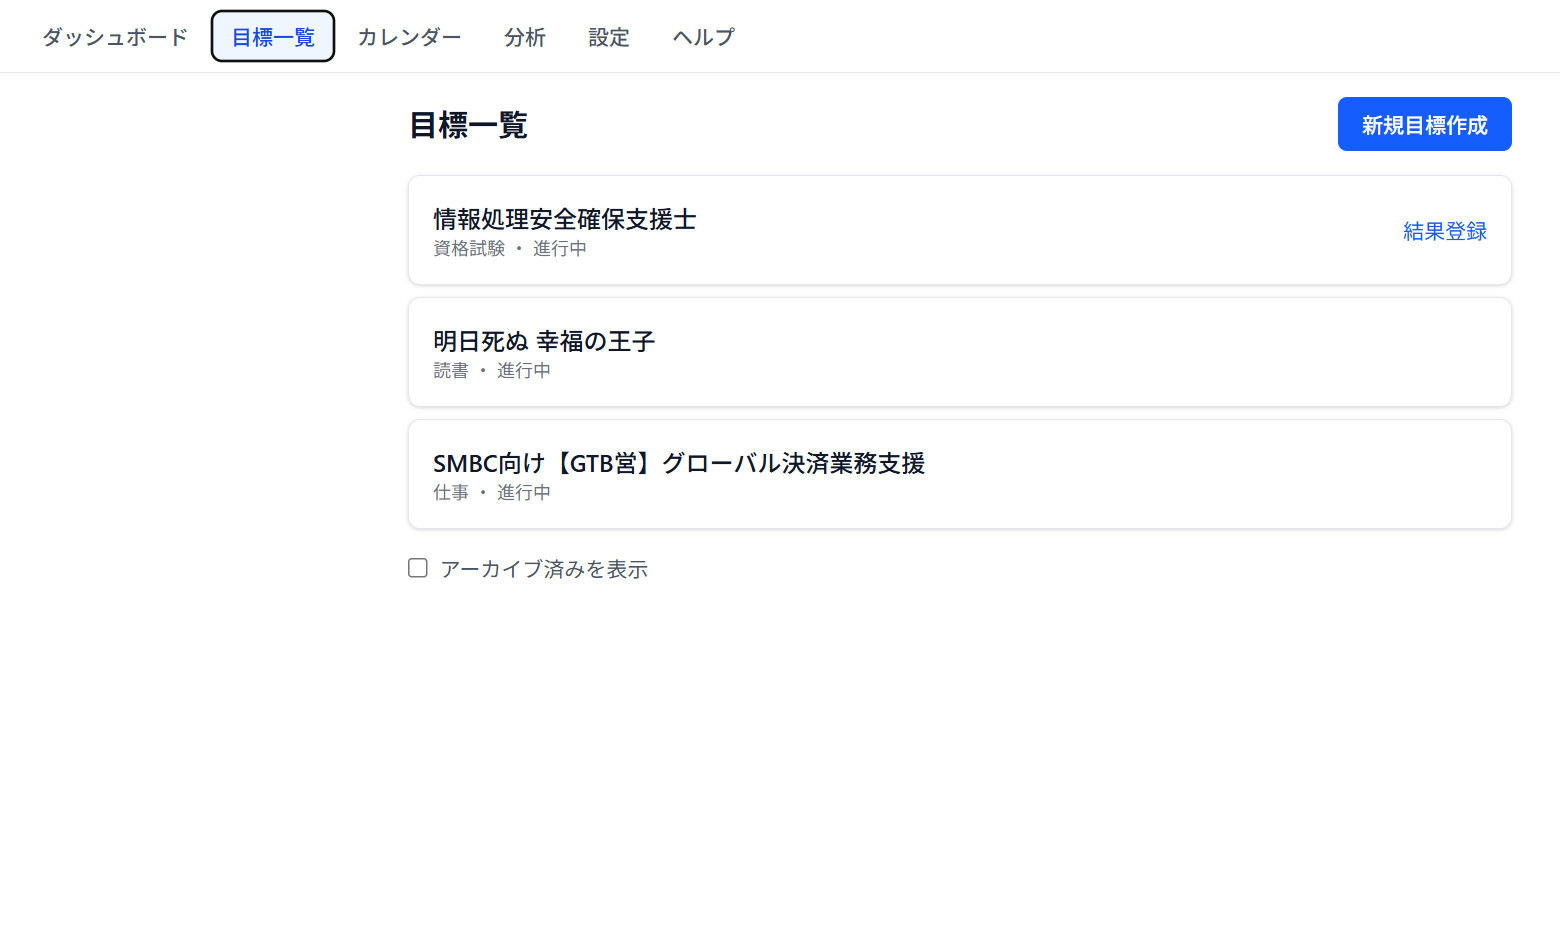 ダッシュボード 目標一覧 カレンダー 分析 設定 ヘルプ
目標一覧
新規目標作成
情報処理安全確保支援士
資格試験 ・ 進行中
結果登録
明日死ぬ 幸福の王子
読書 ・ 進行中
SMBC向け【GTB営】グローバル決済業務支援
仕事 ・ 進行中
アーカイブ済みを表示